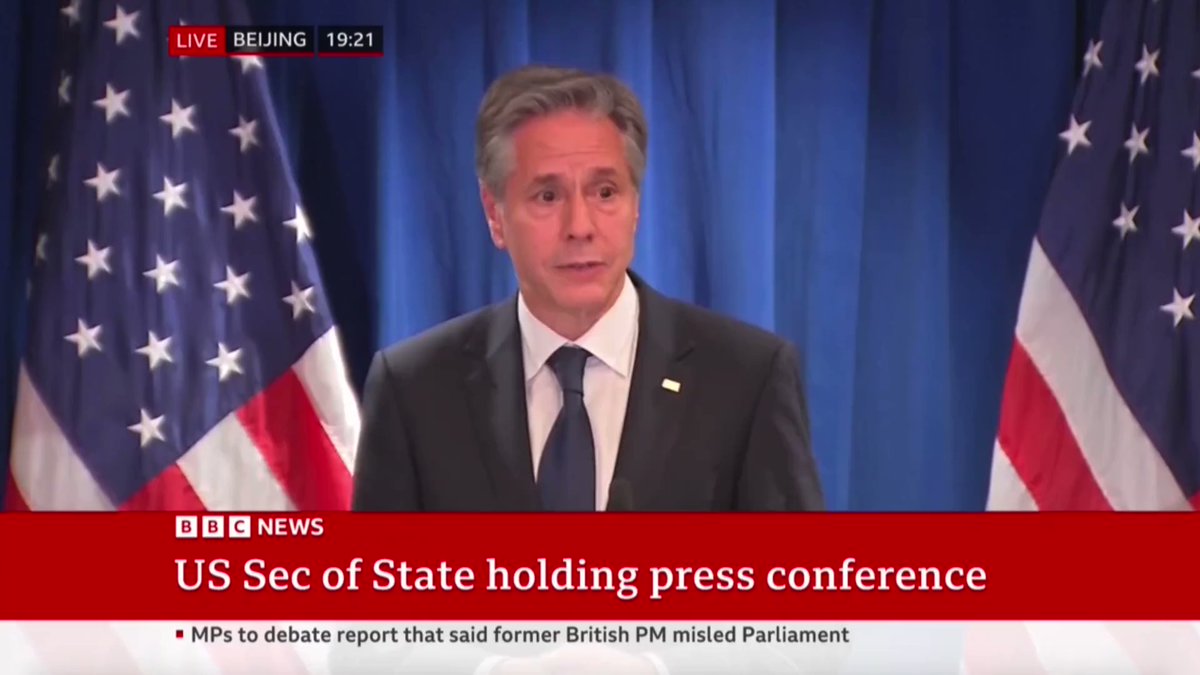 LIVE BEIJING 19:21
BBC NEWS
US Sec of State holding press conference
MPs to debate report that said former British PM misled Parliament